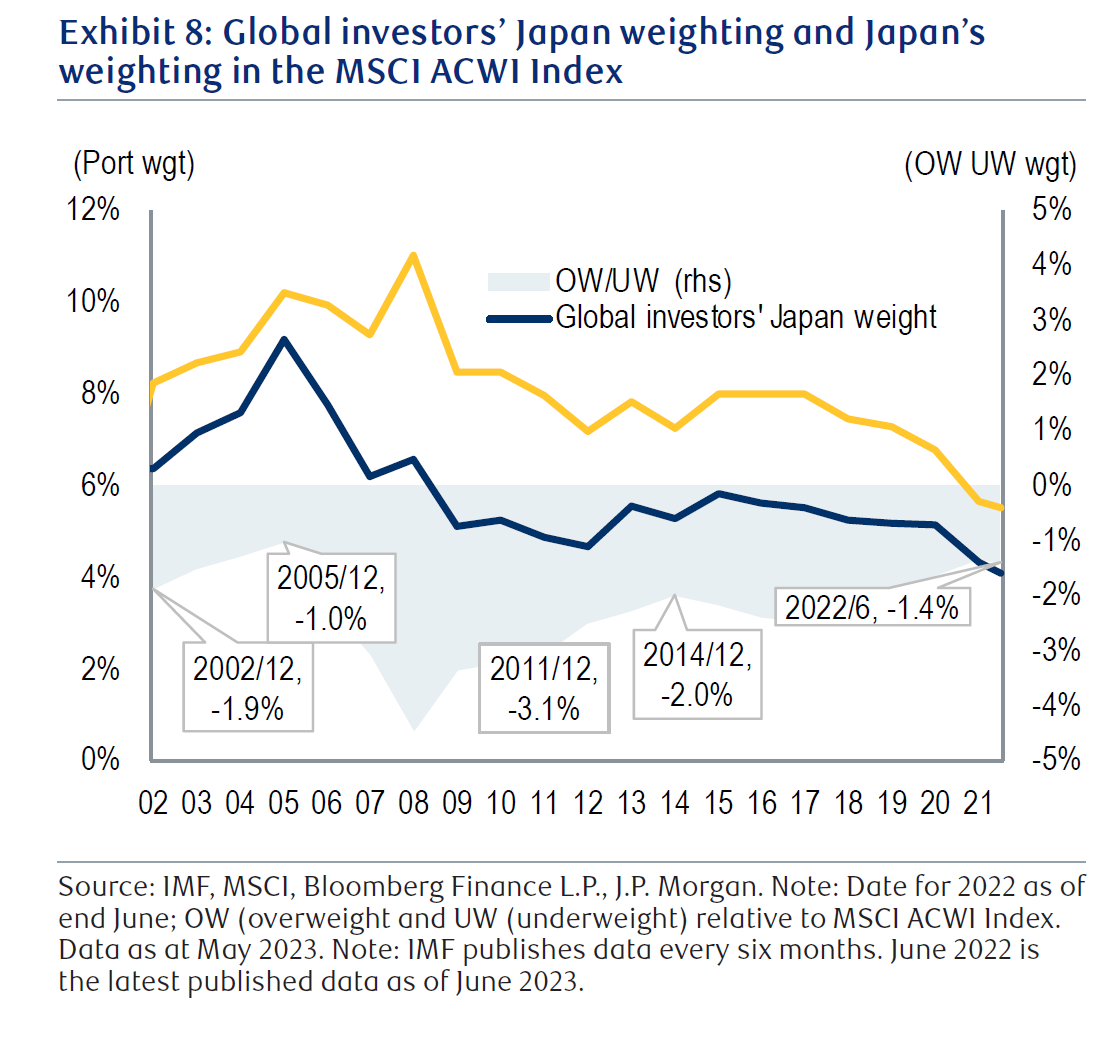 Exhibit 8: Global investors’ Japan weighting and Japan’s
weighting in the MSCI ACWI Index
(Port wgt)
(OW UW wgt)
12%
10%
8%
6%
4%
2%
0%
5%
4%
3%
2%
1%
0%
-1%
-2%
-3%
-4%
-5%
OW/UW (rhs)
Global investors' Japan weight
2005/12,
-1.0%
2002/12,
-1.9%
2011/12,
-3.1%
2014/12,
-2.0%
2022/6, -1.4%
02 03 04 05 06 07 08 09 10 11 12 13 14 15 16 17 18 19 20 21
Source: IMF, MSCI, Bloomberg Finance L.P., J.P. Morgan. Note: Date for 2022 as of
end June; OW (overweight and UW (underweight) relative to MSCI ACWI Index.
Data as at May 2023. Note: IMF publishes data every six months. June 2022 is
the latest published data as of June 2023.